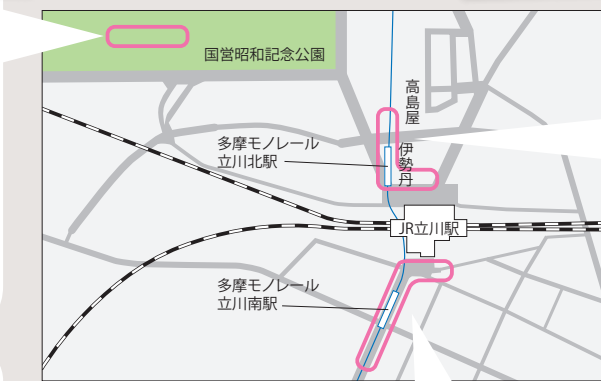 国営昭和記念公園
高島屋
多摩モノレール
立川北駅
伊勢丹
JR立川駅
多摩モノレール
立川南駅